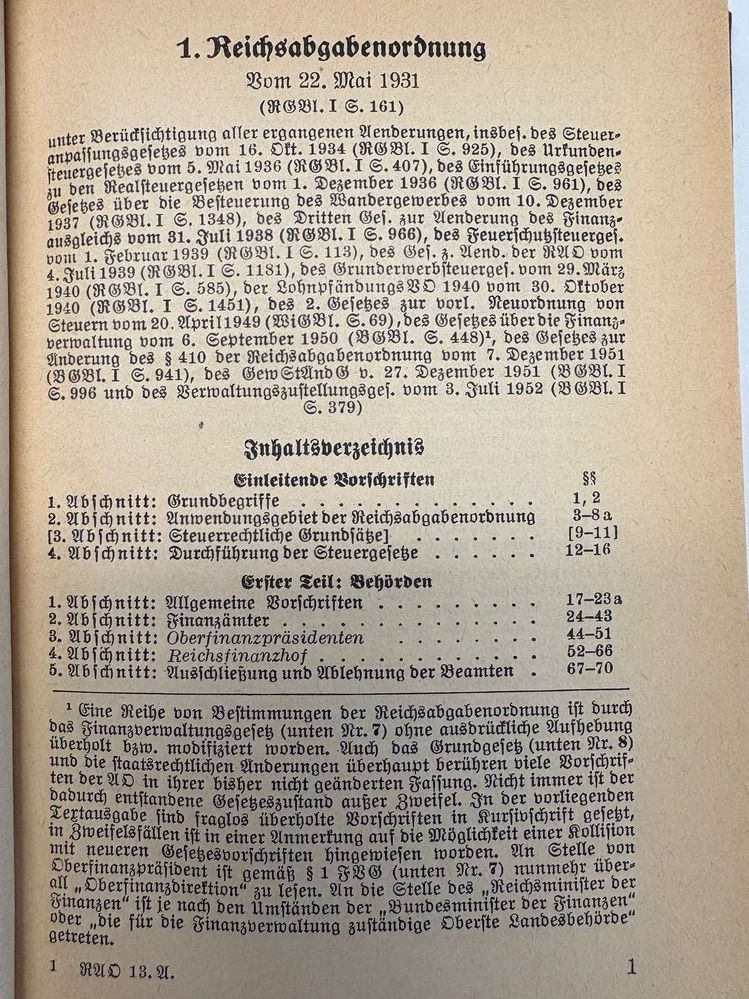 1. Reichsabgabenordnung
Vom 22. Mai 1931
(RGBl. I S. 161)
unter Berücksichtigung aller ergangenen Aenderungen, insbes. des Steuer-
anpassungsgesetzes vom 16. Okt. 1934 (RGBl. I S. 925), des Urkunden-
steuergesetzes vom 5. Mai 1936 (RGBl. I S. 407), des Einführungsgesetzes
zu den Realsteuergesetzen vom 1. Dezember 1936 (RGBl. I S. 961), des
Gesetzes über die Besteuerung des Wandergewerbes vom 10. Dezember
1937 (RGBl. I S. 1348), des Dritten Ges. zur Aenderung des Finanz-
ausgleichs vom 31. Juli 1938 (RGBl. I S. 966), des Feuerschutzsteuerges.
vom 1. Februar 1939 (RGBl. I S. 113), des Ges. z. Aend. der RAO vom
4. Juli 1939 (RGBl. I S. 1181), des Grunderwerbsteuerges. vom 29. März
1940 (RGBl. I S. 585), der LohnpfändungsVO 1940 vom 30. Oktober
1940 (RGBl. I S. 1451), des 2. Gesetzes zur vorl. Neuordnung von
Steuern vom 20. April 1949 (WiGBl. S. 69), des Gesetzes über die Finanz-
verwaltung vom 6. September 1950 (BGBl. S. 448)¹, des Gesetzes zur
Änderung des § 410 der Reichsabgabenordnung vom 7. Dezember 1951
(BGBl. I S. 941), des GewStÄndG v. 27. Dezember 1951 (BGBl. I
S. 996 und des Verwaltungszustellungsges. vom 3. Juli 1952 (BGBl. I
S. 379)
Inhaltsverzeichnis
Einleitende Vorschriften §§
1. Abschnitt: Grundbegriffe . . . . . . . . . . . . . 1, 2
2. Abschnitt: Anwendungsgebiet der Reichsabgabenordnung 3–8a
[3. Abschnitt: Steuerrechtliche Grundsätze] . . . . . . . [9–11]
4. Abschnitt: Durchführung der Steuergesetze . . . . . . 12–16
Erster Teil: Behörden
1. Abschnitt: Allgemeine Vorschriften . . . . . . . . . 17–23a
2. Abschnitt: Finanzämter . . . . . . . . . . . . . 24–43
3. Abschnitt: Oberfinanzpräsidenten . . . . . . . 44–51
4. Abschnitt: Reichsfinanzhof . . . . . . . . . . . . 52–66
5. Abschnitt: Ausschließung und Ablehnung der Beamten . 67–70
¹ Eine Reihe von Bestimmungen der Reichsabgabenordnung ist durch
das Finanzverwaltungsgesetz (unten Nr. 7) ohne ausdrückliche Aufhebung
überholt bzw. modifiziert worden. Auch das Grundgesetz (unten Nr. 8)
und die staatsrechtlichen Änderungen überhaupt berühren viele Vorschrif-
ten der AO in ihrer bisher nicht geänderten Fassung. Nicht immer ist der
dadurch entstandene Gesetzeszustand außer Zweifel. In der vorliegenden
Textausgabe sind fraglos überholte Vorschriften in Kursivschrift gesetzt,
in Zweifelsfällen ist in einer Anmerkung auf die Möglichkeit einer Kollision
mit neueren Gesetzesvorschriften hingewiesen worden. An Stelle von
Oberfinanzpräsident ist gemäß § 1 FVG (unten Nr. 7) nunmehr über-
all „Oberfinanzdirektion“ zu lesen. An die Stelle des „Reichsminister der
Finanzen“ ist je nach den Umständen der „Bundesminister der Finanzen“
oder „die für die Finanzverwaltung zuständige Oberste Landesbehörde“
getreten.
1 RAO 13. A. 1